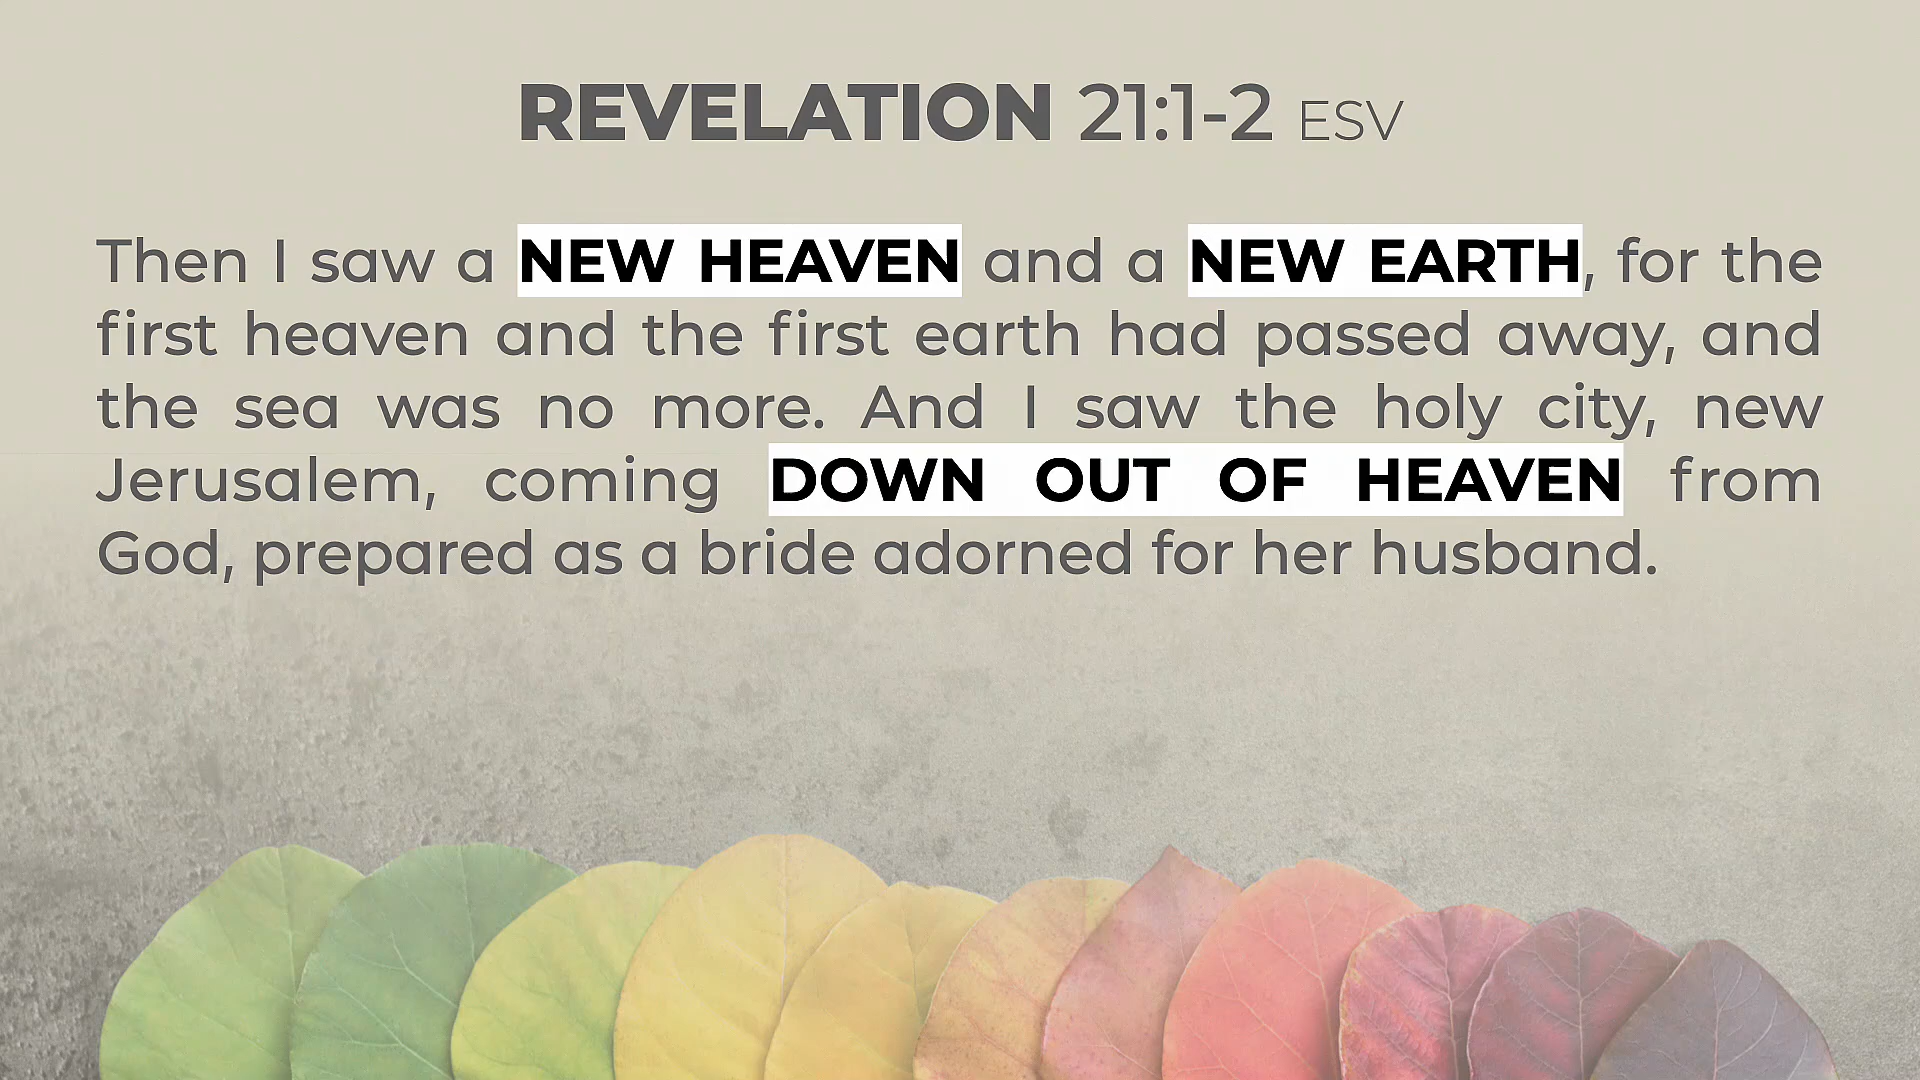 REVELATION 21:1-2 ESV
Then I saw a NEW HEAVEN and a NEW EARTH, for the
first heaven and the first earth had passed away, and
the sea was no more. And I saw the holy city, new
Jerusalem, coming DOWN OUT OF HEAVEN from
God, prepared as a bride adorned for her husband.